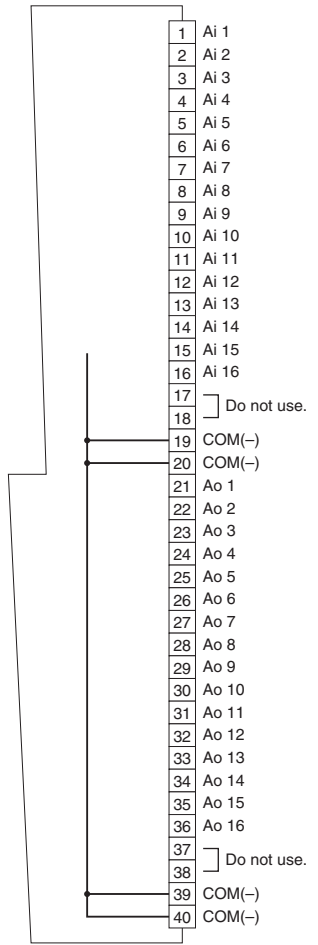 1 Ai 1
2 Ai 2
3 Ai 3
4 Ai 4
5 Ai 5
6 Ai 6
7 Ai 7
8 Ai 8
9 Ai 9
10 Ai 10
11 Ai 11
12 Ai 12
13 Ai 13
14 Ai 14
15 Ai 15
16 Ai 16
17
Do not use.
18
19 COM(–)
20 COM(–)
21 Ao 1
22 Ao 2
23 Ao 3
24 Ao 4
25 Ao 5
26 Ao 6
27 Ao 7
28 Ao 8
29 Ao 9
30 Ao 10
31 Ao 11
32 Ao 12
33 Ao 13
34 Ao 14
35 Ao 15
36 Ao 16
37
Do not use.
38
39 COM(–)
40 COM(–)